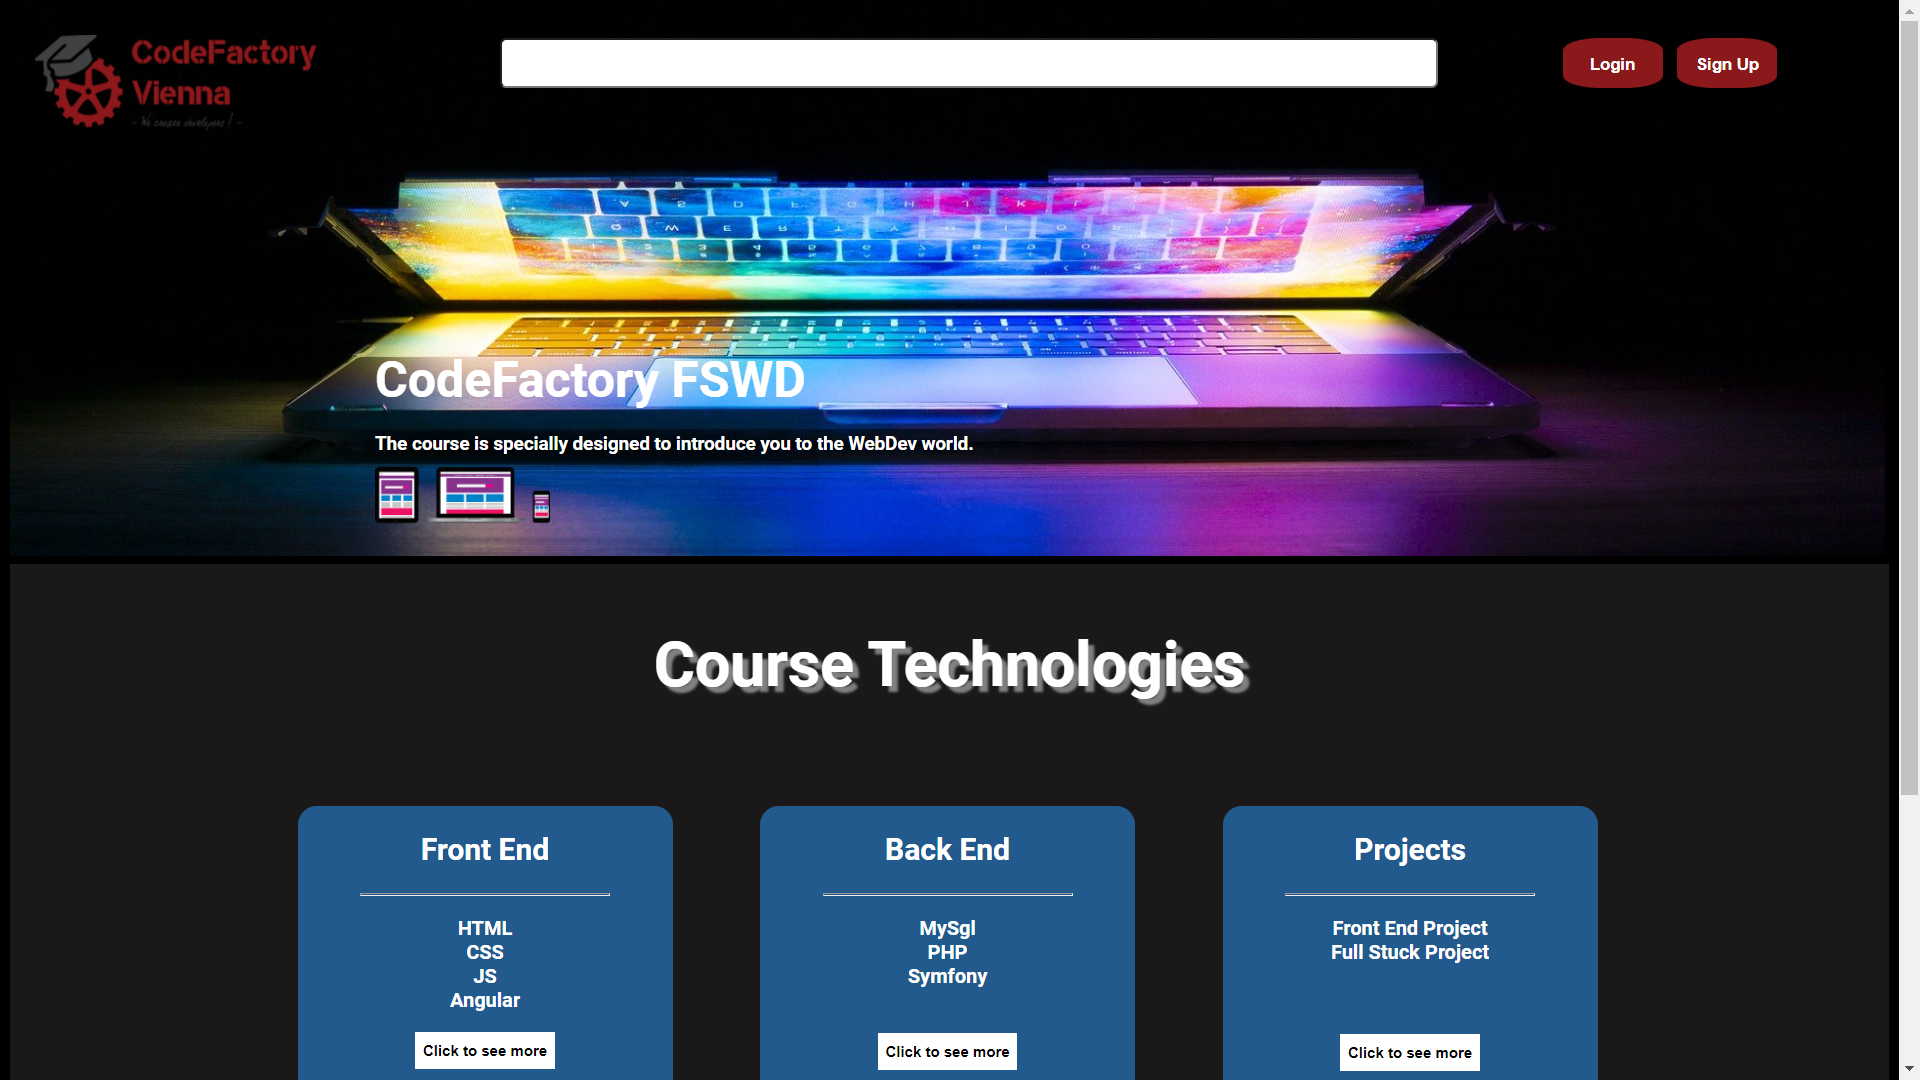 CodeFactory
Vienna
- We create developers! -
Login
Sign Up
CodeFactory FSWD
The course is specially designed to introduce you to the WebDev world.
Course Technologies
Front End
HTML
CSS
JS
Angular
Click to see more
Back End
MySgl
PHP
Symfony
Click to see more
Projects
Front End Project
Full Stuck Project
Click to see more